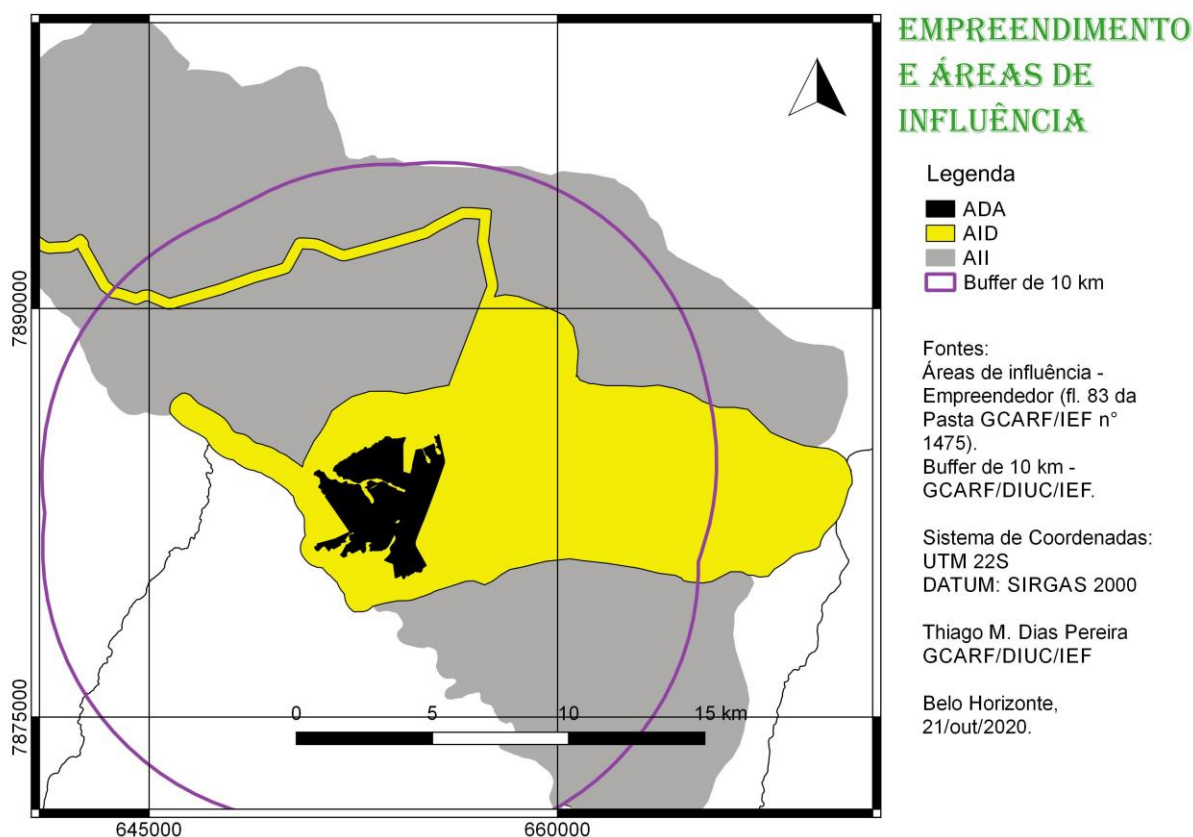 EMPREENDIMENTO
E ÁREAS DE
INFLUÊNCIA
Legenda
ADA
AID
AII
Buffer de 10 km
Fontes:
Áreas de influência -
Empreendedor (fl. 83 da
Pasta GCARF/IEF n°
1475).
Buffer de 10 km -
GCARF/DIUC/IEF.
Sistema de Coordenadas:
UTM 22S
DATUM: SIRGAS 2000
Thiago M. Dias Pereira
GCARF/DIUC/IEF
Belo Horizonte,
21/out/2020.
7890000
7875000
0 5 10 15 km
645000 660000